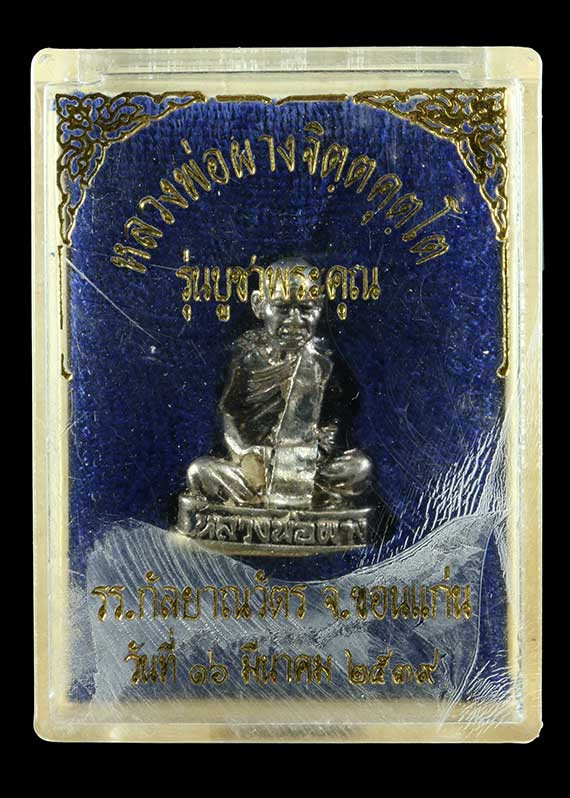 หลวงพ่อผางจิตฺตคุตฺโต
รุ่นบูชาพระคุณ
หลวงพ่อผาง
รร.กัลยาณวัตร จ.ขอนแก่น
วันที่ ๑๖ มีนาคม ๒๕๓๙